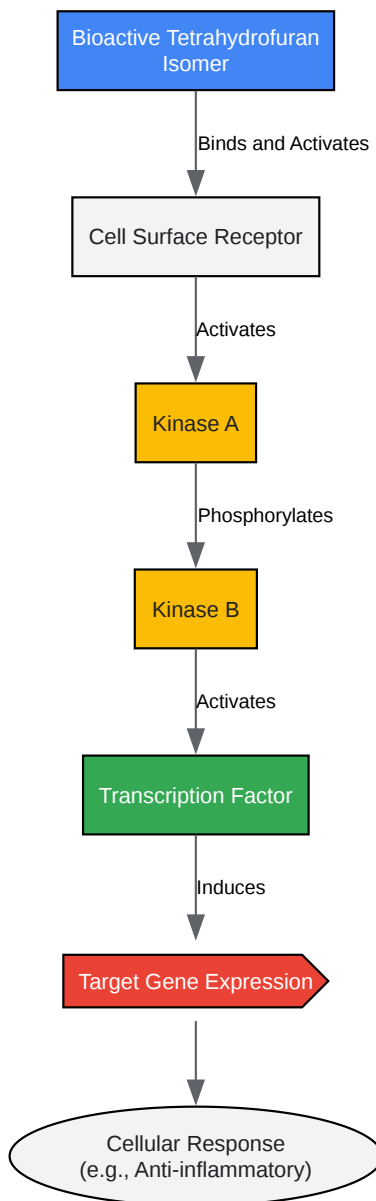 Bioactive Tetrahydrofuran
Isomer
Binds and Activates
Cell Surface Receptor
Activates
Kinase A
Phosphorylates
Kinase B
Activates
Transcription Factor
Induces
Target Gene Expression
Cellular Response
(e.g., Anti-inflammatory)